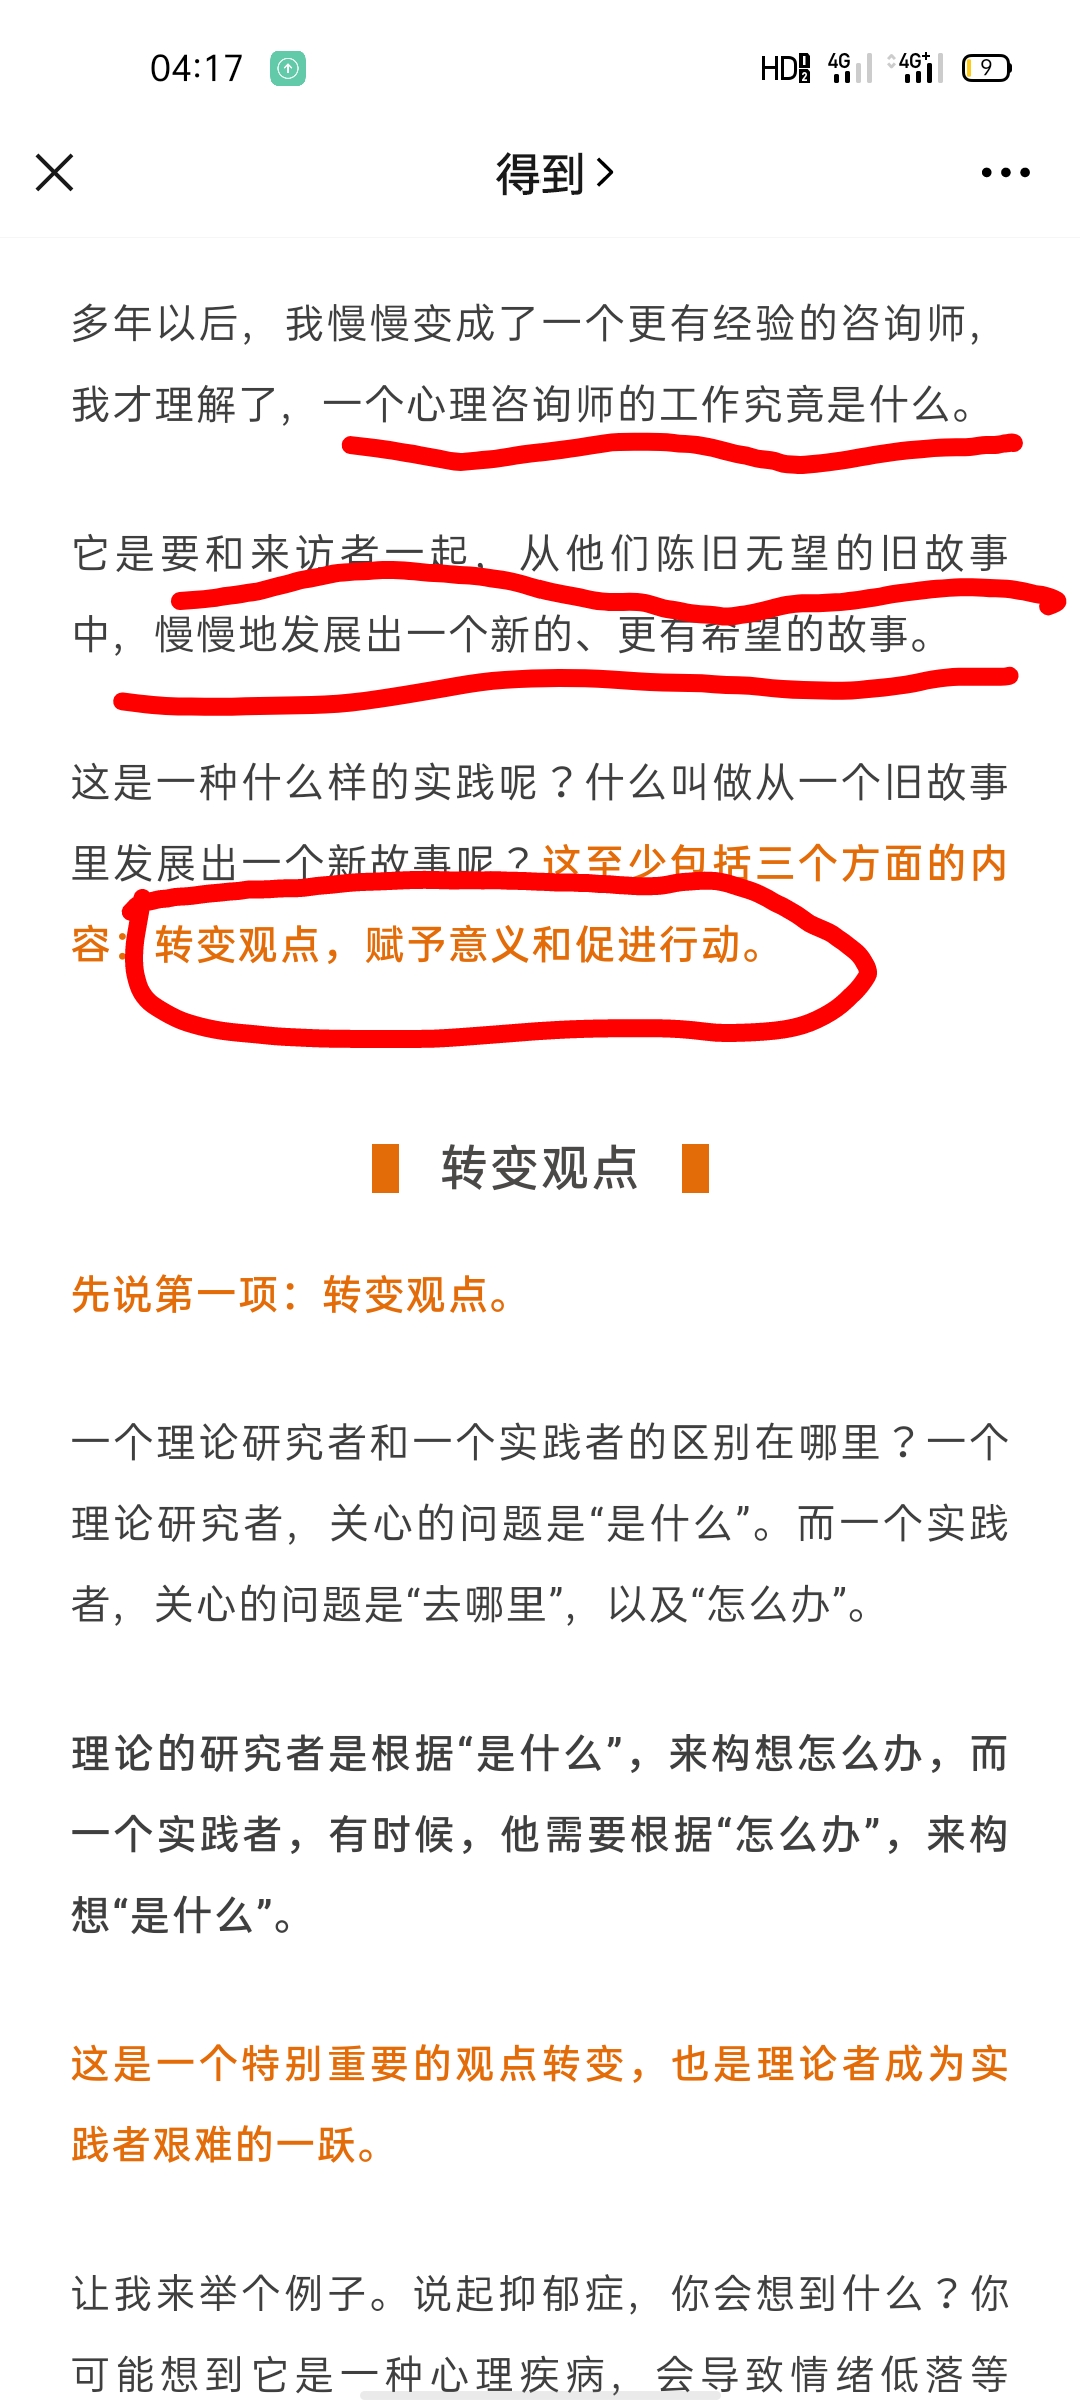 04:17
HD 1 2 4G 4G+ 9
得到
多年以后，我慢慢变成了一个更有经验的咨询师，
我才理解了，一个心理咨询师的工作究竟是什么。
它是要和来访者一起，从他们陈旧无望的旧故事
中，慢慢地发展出一个新的、更有希望的故事。
这是一种什么样的实践呢？什么叫做从一个旧故事
里发展出一个新故事呢？这至少包括三个方面的内
容：转变观点，赋予意义和促进行动。
转变观点
先说第一项：转变观点。
一个理论研究者和一个实践者的区别在哪里？一个
理论研究者，关心的问题是“是什么”。而一个实践
者，关心的问题是“去哪里”，以及“怎么办”。
理论的研究者是根据“是什么”，来构想怎么办，而
一个实践者，有时候，他需要根据“怎么办”，来构
想“是什么”。
这是一个特别重要的观点转变，也是理论者成为实
践者艰难的一跃。
让我来举个例子。说起抑郁症，你会想到什么？你
可能想到它是一种心理疾病，会导致情绪低落等